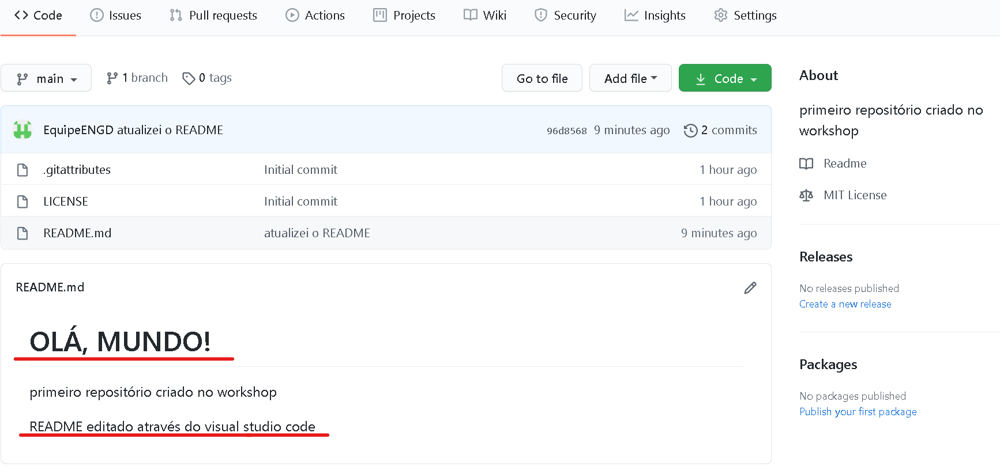 Code Issues Pull requests Actions Projects Wiki Security Insights Settings
main 1 branch 0 tags Go to file Add file Code
EquipeENGD atualizei o README 96d8568 9 minutes ago 2 commits
.gitattributes Initial commit 1 hour ago
LICENSE Initial commit 1 hour ago
README.md atualizei o README 9 minutes ago
README.md
OLÁ, MUNDO!
primeiro repositório criado no workshop
README editado através do visual studio code
About
primeiro repositório criado no
workshop
Readme
MIT License
Releases
No releases published
Create a new release
Packages
No packages published
Publish your first package